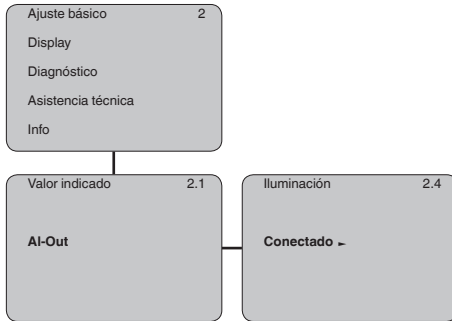 Ajuste básico 2
Display
Diagnóstico
Asistencia técnica
Info
Valor indicado 2.1
AI-Out
Iluminación 2.4
Conectado ►